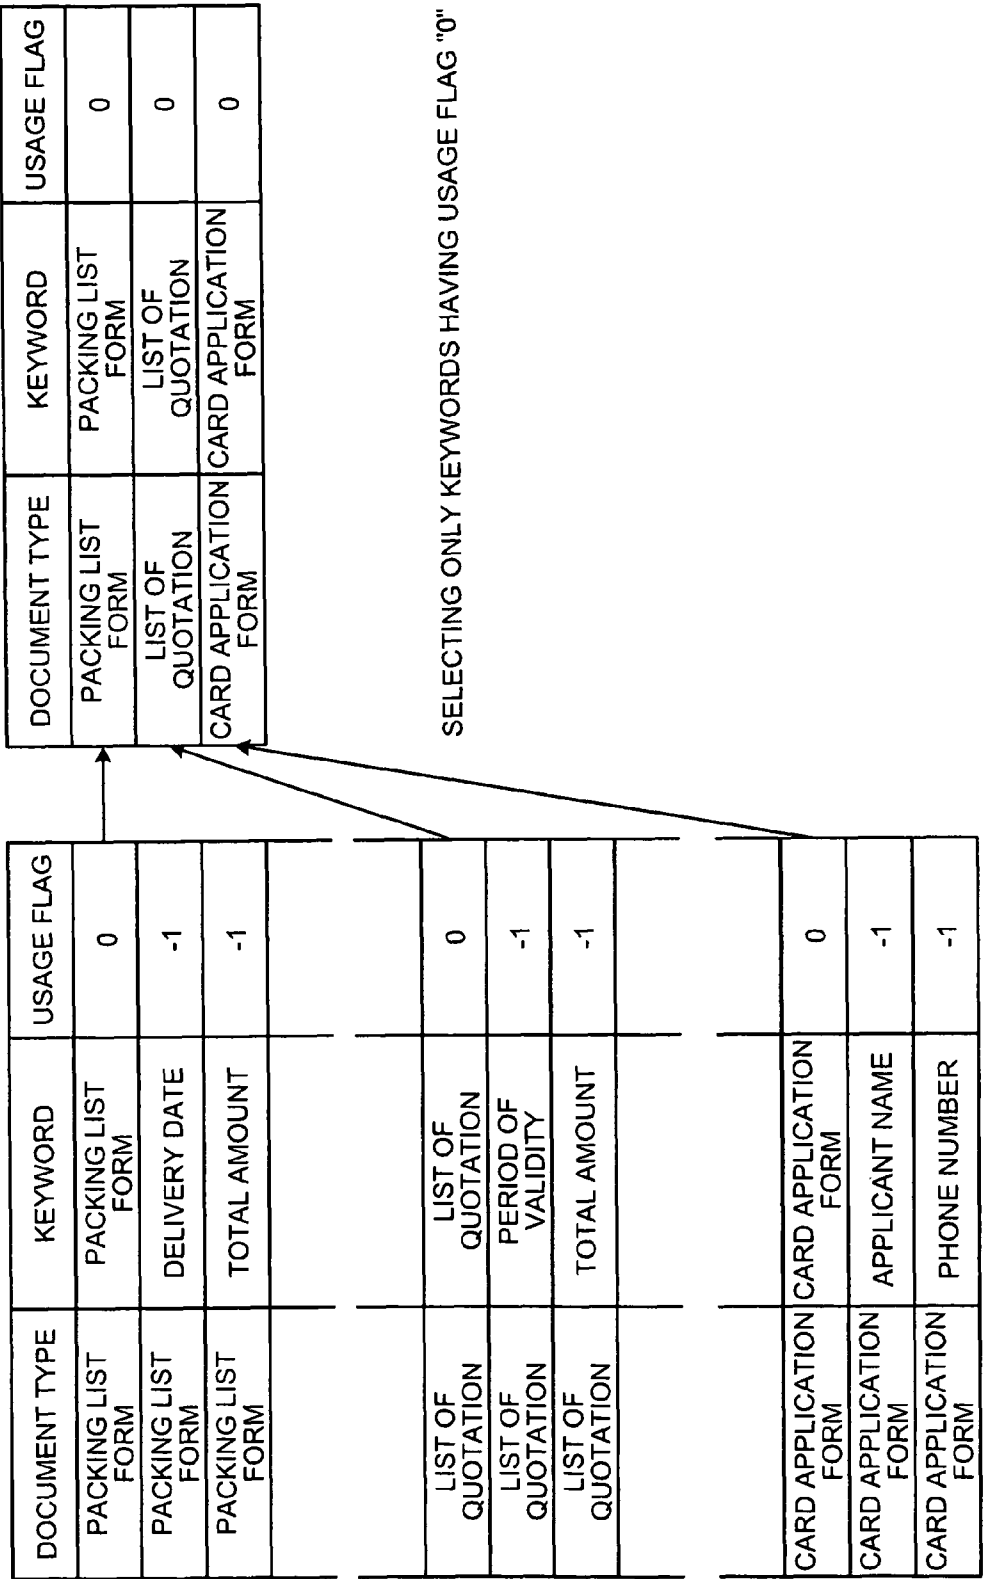 DOCUMENT TYPE KEYWORD USAGE FLAG
PACKING LIST FORM PACKING LIST FORM 0
PACKING LIST FORM DELIVERY DATE -1
PACKING LIST FORM TOTAL AMOUNT -1
LIST OF QUOTATION LIST OF QUOTATION 0
LIST OF QUOTATION PERIOD OF VALIDITY -1
LIST OF QUOTATION TOTAL AMOUNT -1
CARD APPLICATION FORM CARD APPLICATION FORM 0
CARD APPLICATION FORM APPLICANT NAME -1
CARD APPLICATION FORM PHONE NUMBER -1
DOCUMENT TYPE KEYWORD USAGE FLAG
PACKING LIST FORM PACKING LIST FORM 0
LIST OF QUOTATION LIST OF QUOTATION 0
CARD APPLICATION FORM CARD APPLICATION FORM 0
SELECTING ONLY KEYWORDS HAVING USAGE FLAG "0"